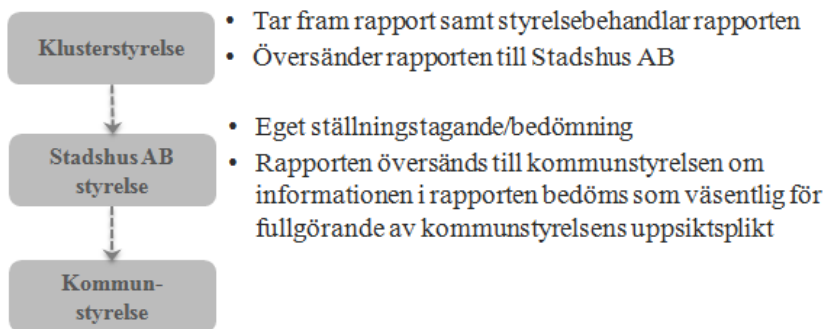 Klusterstyrelse
• Tar fram rapport samt styrelsebehandlar rapporten
• Översänder rapporten till Stadshus AB
Stadshus AB
styrelse
• Eget ställningstagande/bedömning
• Rapporten översänds till kommunstyrelsen om
informationen i rapporten bedöms som väsentlig för
fullgörande av kommunstyrelsens uppsiktsplikt
Kommun-
styrelse